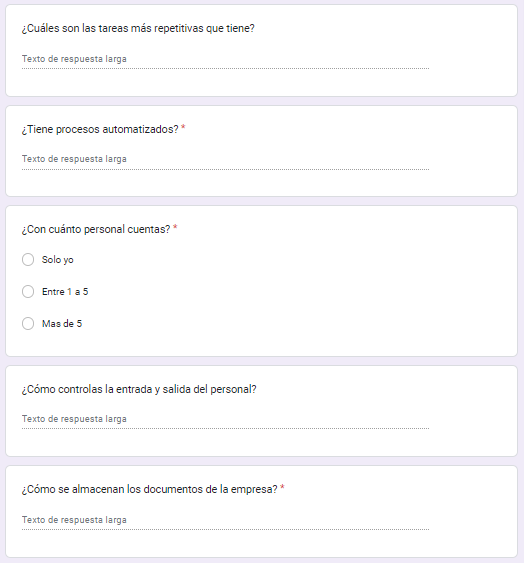 ¿Cuáles son las tareas más repetitivas que tiene?
Texto de respuesta larga
¿Tiene procesos automatizados? *
Texto de respuesta larga
¿Con cuánto personal cuentas? *
Solo yo
Entre 1 a 5
Mas de 5
¿Cómo controlas la entrada y salida del personal?
Texto de respuesta larga
¿Cómo se almacenan los documentos de la empresa? *
Texto de respuesta larga